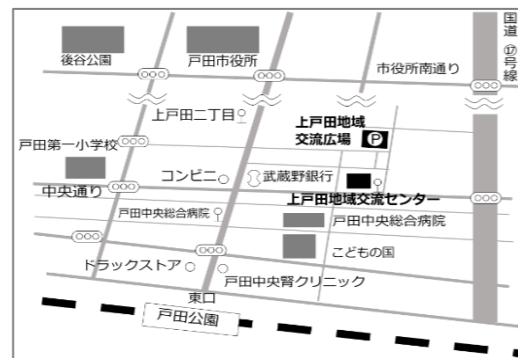 国道⑰号線
後谷公園
戸田市役所
市役所南通り
上戸田二丁目
上戸田地域
交流広場
P
戸田第一小学校
コンビニ
武蔵野銀行
中央通り
上戸田地域交流センター
戸田中央総合病院
戸田中央総合病院
こどもの国
ドラックストア
戸田中央腎クリニック
東口
戸田公園